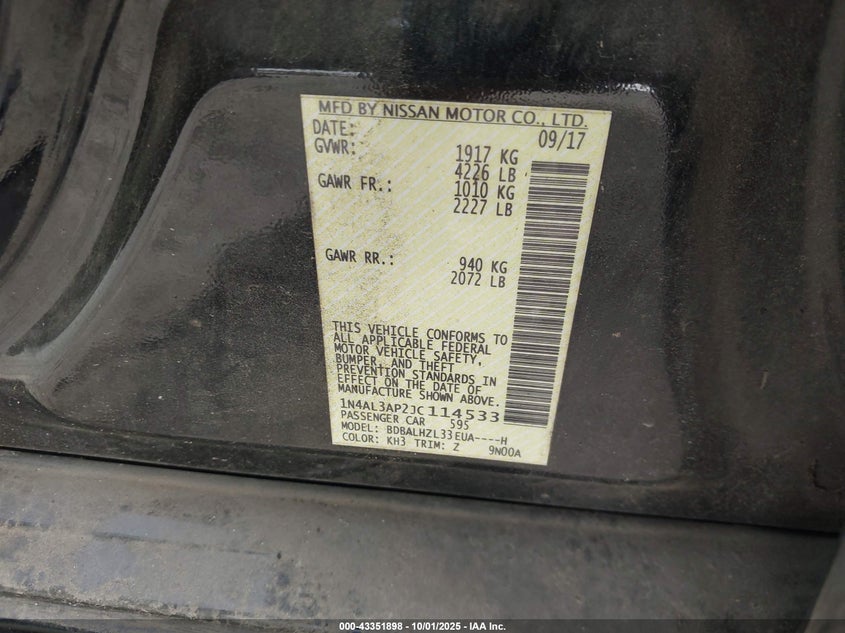 MFD BY NISSAN MOTOR CO., LTD.
DATE: 09/17
GVWR: 1917 KG
4226 LB
GAWR FR.: 1010 KG
2227 LB
GAWR RR.: 940 KG
2072 LB
THIS VEHICLE CONFORMS TO
ALL APPLICABLE FEDERAL
MOTOR VEHICLE SAFETY,
BUMPER, AND THEFT
PREVENTION STANDARDS IN
EFFECT ON THE DATE OF
MANUFACTURE SHOWN ABOVE.
1N4AL3AP2JC114533
PASSENGER CAR 595
MODEL: BDBALHZL33EUA----H
COLOR: KH3 TRIM: Z 9N00A
000-43351898 - 10/01/2025 - IAA Inc.